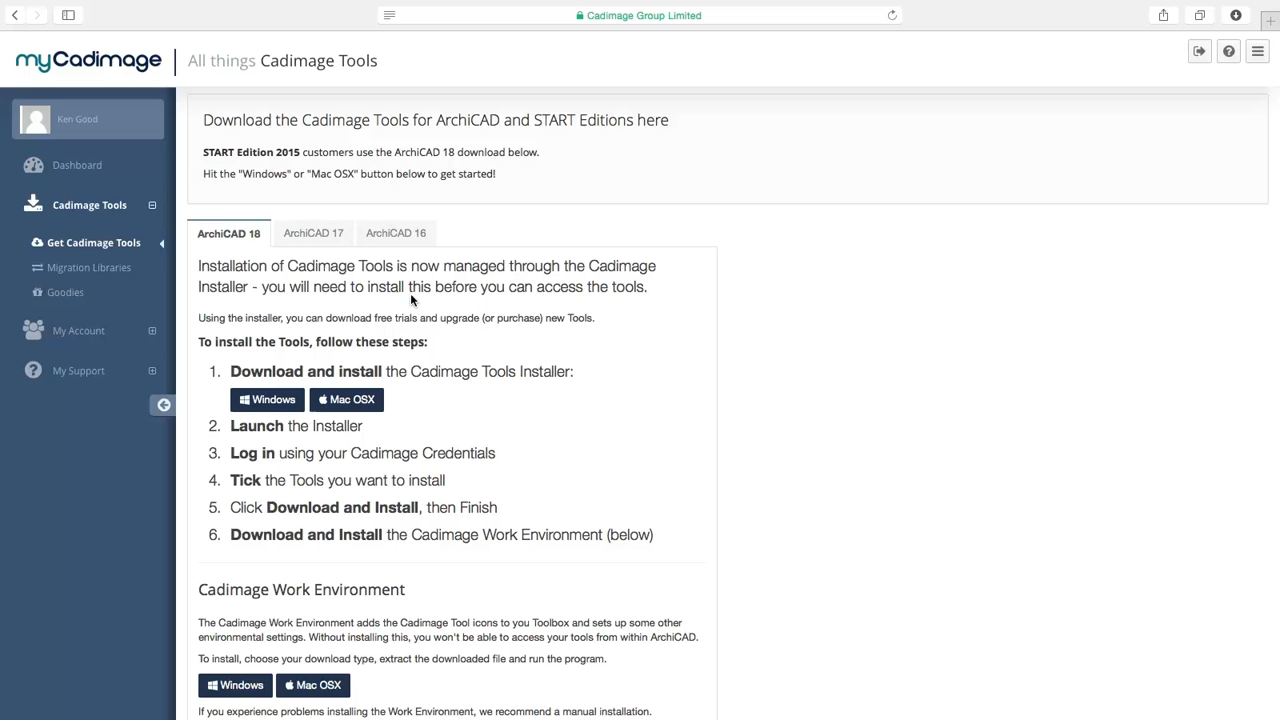 Cadimage Group Limited
myCadimage
All things Cadimage Tools
Ken Good
Dashboard
Cadimage Tools
Get Cadimage Tools
Migration Libraries
Goodies
My Account
My Support
Download the Cadimage Tools for ArchiCAD and START Editions here
START Edition 2015 customers use the ArchiCAD 18 download below.
Hit the "Windows" or "Mac OSX" button below to get started!
ArchiCAD 18
ArchiCAD 17
ArchiCAD 16
Installation of Cadimage Tools is now managed through the Cadimage
Installer - you will need to install this before you can access the tools.
Using the installer, you can download free trials and upgrade (or purchase) new Tools.
To install the Tools, follow these steps:
1. Download and install the Cadimage Tools Installer:
Windows
Mac OSX
2. Launch the Installer
3. Log in using your Cadimage Credentials
4. Tick the Tools you want to install
5. Click Download and Install, then Finish
6. Download and Install the Cadimage Work Environment (below)
Cadimage Work Environment
The Cadimage Work Environment adds the Cadimage Tool icons to you Toolbox and sets up some other
environmental settings. Without installing this, you won't be able to access your tools from within ArchiCAD.
To install, choose your download type, extract the downloaded file and run the program.
Windows
Mac OSX
If you experience problems installing the Work Environment, we recommend a manual installation.